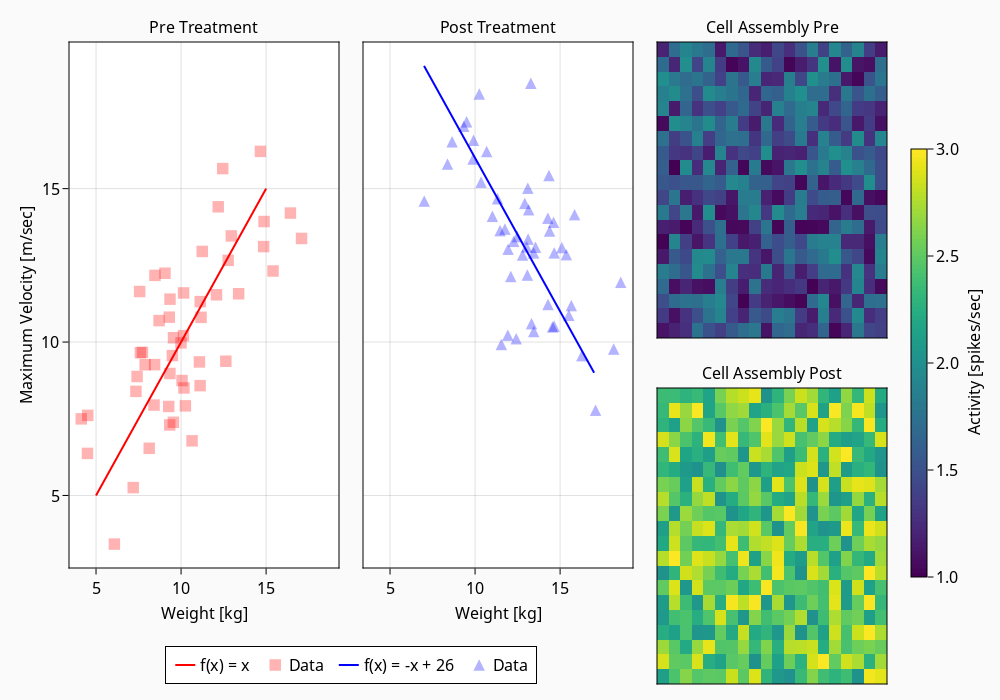 Pre Treatment
Post Treatment
Cell Assembly Pre
Maximum Velocity [m/sec]
15
10
5
5 10 15
Weight [kg]
5 10 15
Weight [kg]
Cell Assembly Post
3.0
2.5
2.0
1.5
1.0
Activity [spikes/sec]
f(x) = x Data f(x) = -x + 26 Data